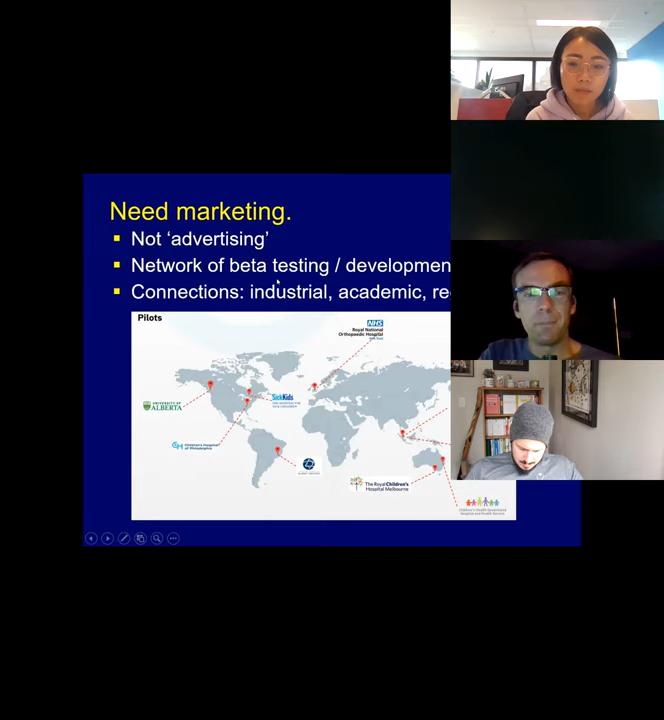 Need marketing.
Not ‘advertising’
Network of beta testing / developmen
Connections: industrial, academic, re
Pilots
NHS
Royal National
Orthopaedic Hospital
UNIVERSITY OF
ALBERTA
SickKids
Children's Hospital
of Philadelphia
The Royal Children's
Hospital Melbourne
Children's Health Queensland
Hospital and Health Service